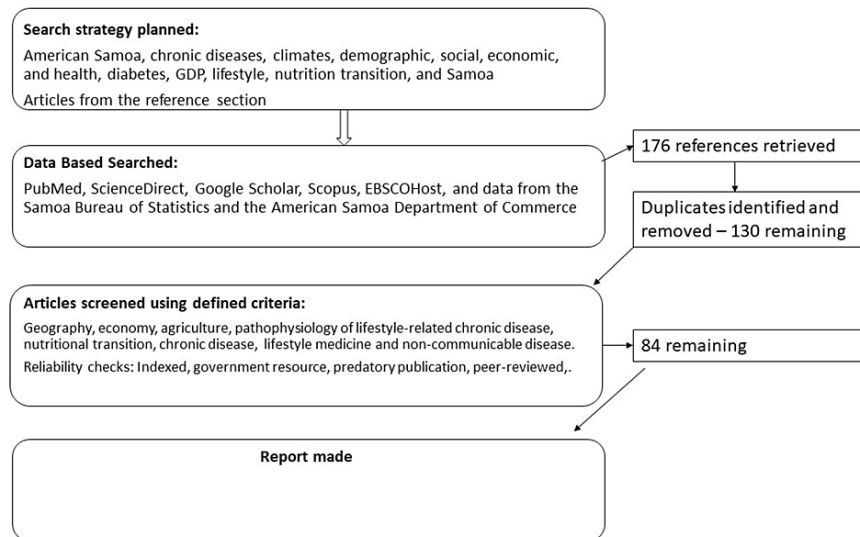 Search strategy planned:
American Samoa, chronic diseases, climates, demographic, social, economic,
and health, diabetes, GDP, lifestyle, nutrition transition, and Samoa
Articles from the reference section
Data Based Searched:
PubMed, ScienceDirect, Google Scholar, Scopus, EBSCOHost, and data from the
Samoa Bureau of Statistics and the American Samoa Department of Commerce
176 references retrieved
Duplicates identified and
removed – 130 remaining
Articles screened using defined criteria:
Geography, economy, agriculture, pathophysiology of lifestyle-related chronic disease,
nutritional transition, chronic disease, lifestyle medicine and non-communicable disease.
Reliability checks: Indexed, government resource, predatory publication, peer-reviewed,.
84 remaining
Report made